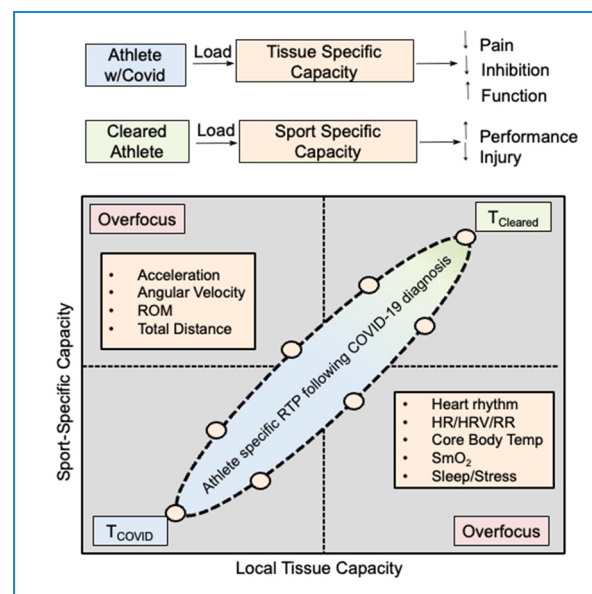 Athlete
w/Covid
Load
Tissue Specific
Capacity
↓ Pain
↓ Inhibition
↑ Function
Cleared
Athlete
Load
Sport Specific
Capacity
↑ Performance
↓ Injury
Overfocus
T_Cleared
• Acceleration
• Angular Velocity
• ROM
• Total Distance
Athlete specific RTP following COVID-19 diagnosis
• Heart rhythm
• HR/HRV/RR
• Core Body Temp
• SmO₂
• Sleep/Stress
T_COVID
Overfocus
Sport-Specific Capacity
Local Tissue Capacity